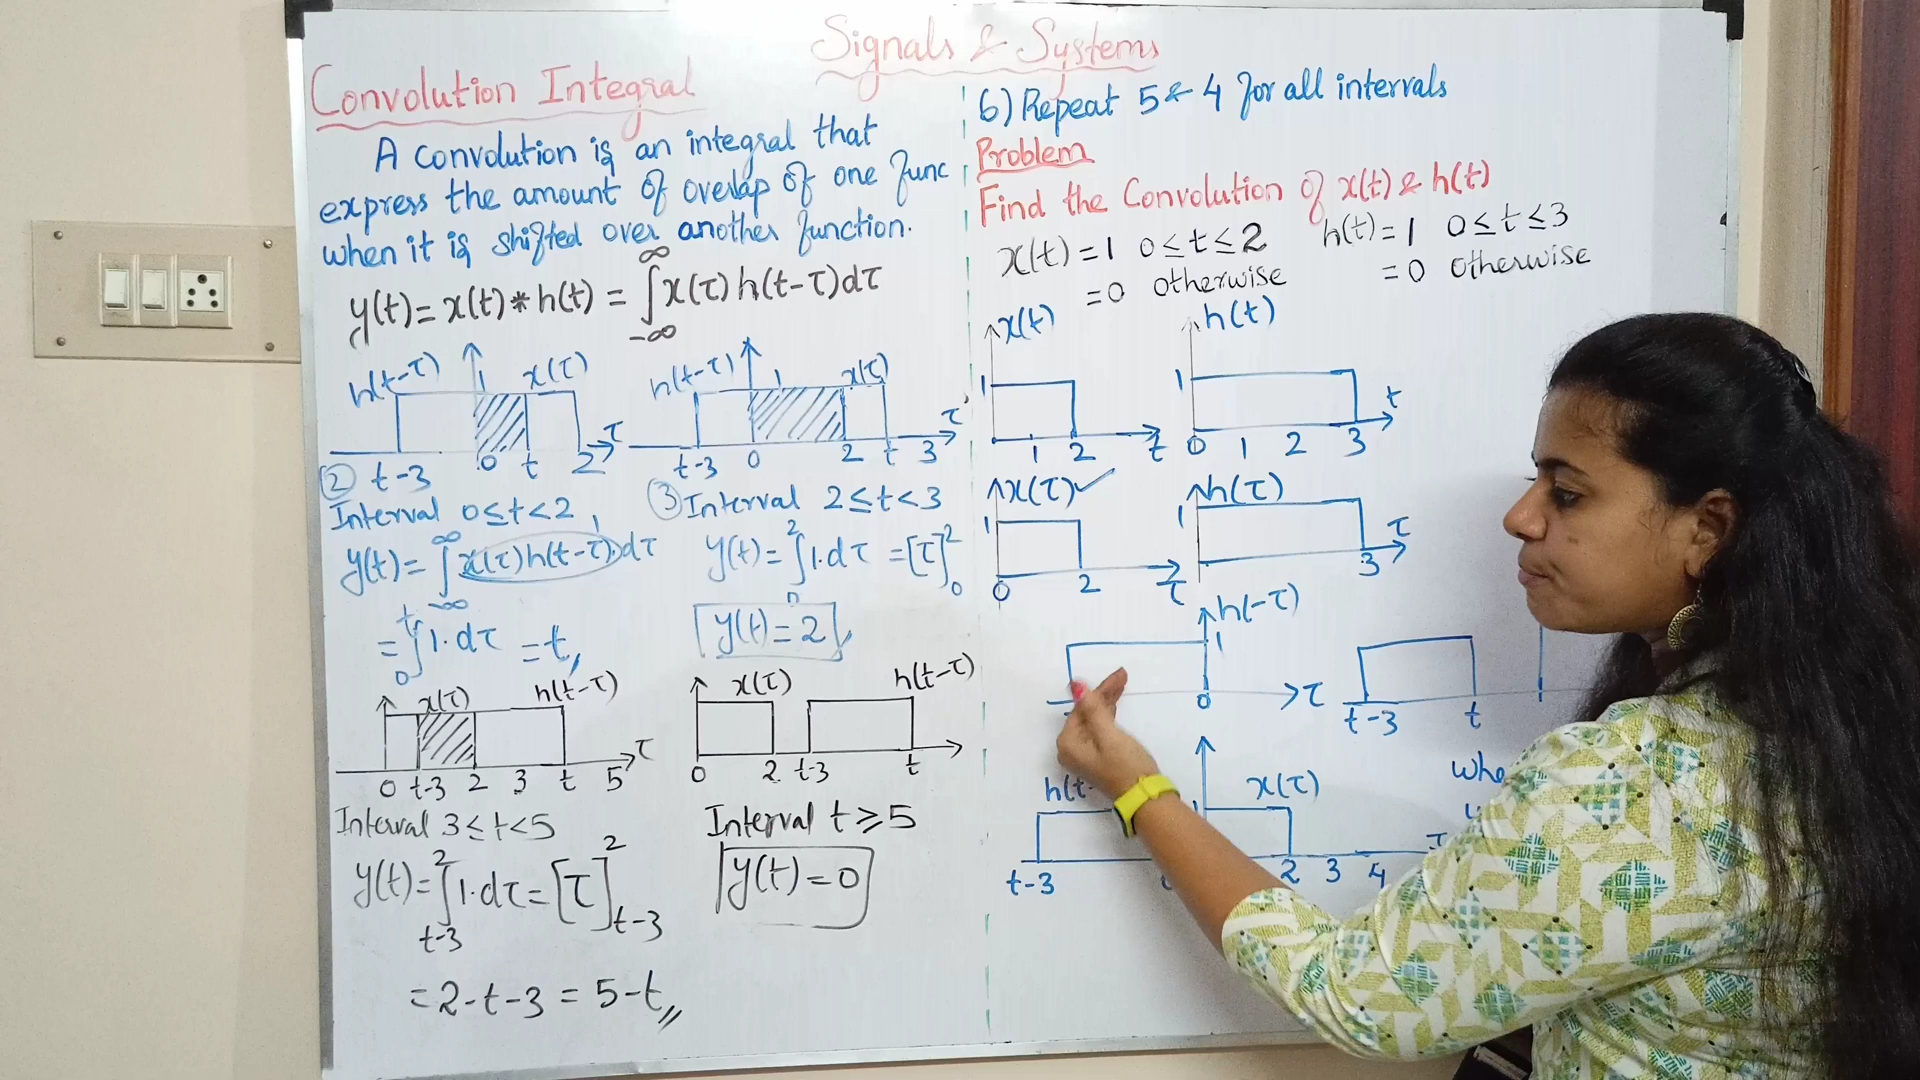 Signals & Systems
Convolution Integral
A convolution is an integral that
express the amount of overlap of one func
when it is shifted over another function.
y(t) = x(t) * h(t) = ∫_{-∞}^{∞} x(τ) h(t-τ) dτ
h(t-τ) 1 x(τ)
t-3 0 t 2 τ
h(t-τ) 1 x(τ)
t-3 0 2 t 3 τ
② Interval 0≤t<2
y(t) = ∫_{-∞}^{∞} x(τ) h(t-τ). dτ
= ∫_{0}^{t} 1. dτ = t,,
③ Interval 2≤t<3
y(t) = ∫_{0}^{2} 1. dτ = [τ]_{0}^{2}
y(t) = 2
x(τ) h(t-τ)
0 t-3 2 3 t 5 τ
Interval 3≤t<5
y(t) = ∫_{t-3}^{2} 1. dτ = [τ]_{t-3}^{2}
= 2-t-3 = 5-t,,
x(τ) h(t-τ)
0 2 t-3 t
Interval t≥5
y(t) = 0
6) Repeat 5 & 4 for all intervals
Problem
Find the Convolution of x(t) & h(t)
x(t) = 1 0≤t≤2 h(t) = 1 0≤t≤3
= 0 otherwise = 0 otherwise
x(t) h(t)
1 1
1 2 t 0 1 2 3 t
x(τ) ✓ h(τ)
1 1
0 2 τ 3 τ
h(-τ)
1
0 τ t-3 t
x(τ)
t-3 2 3 4 τ